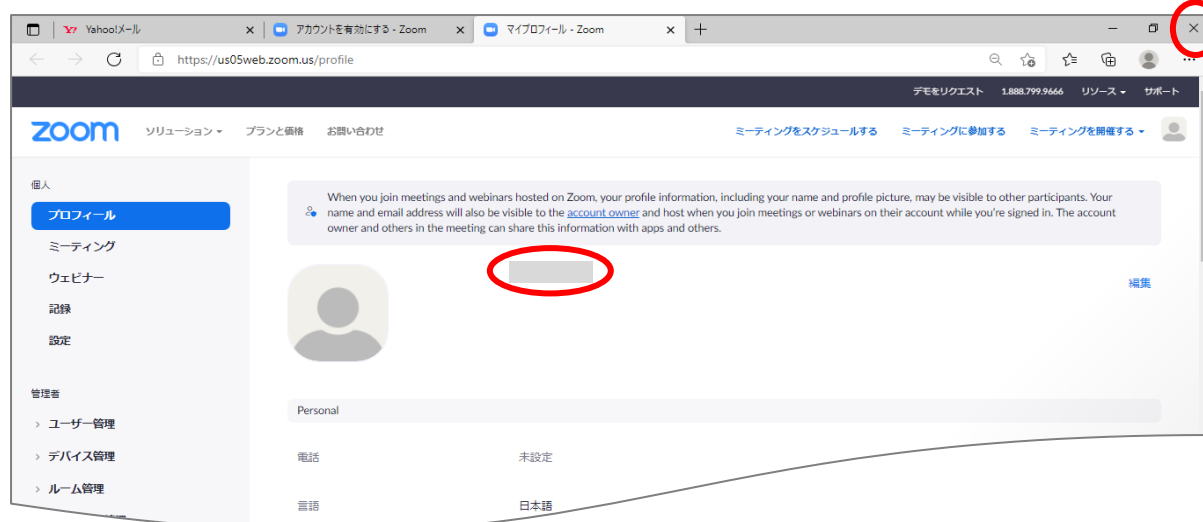 Yahoo!メール
アカウントを有効にする - Zoom
マイプロフィール - Zoom
https://us05web.zoom.us/profile
デモをリクエスト 1.888.799.9666 リソース サポート
zoom ソリューション プランと価格 お問い合わせ ミーティングをスケジュールする ミーティングに参加する ミーティングを開催する
個人
プロフィール
ミーティング
ウェビナー
記録
設定
管理者
ユーザー管理
デバイス管理
ルーム管理
When you join meetings and webinars hosted on Zoom, your profile information, including your name and profile picture, may be visible to other participants. Your
name and email address will also be visible to the account owner and host when you join meetings or webinars on their account while you're signed in. The account
owner and others in the meeting can share this information with apps and others.
編集
Personal
電話 未設定
言語 日本語